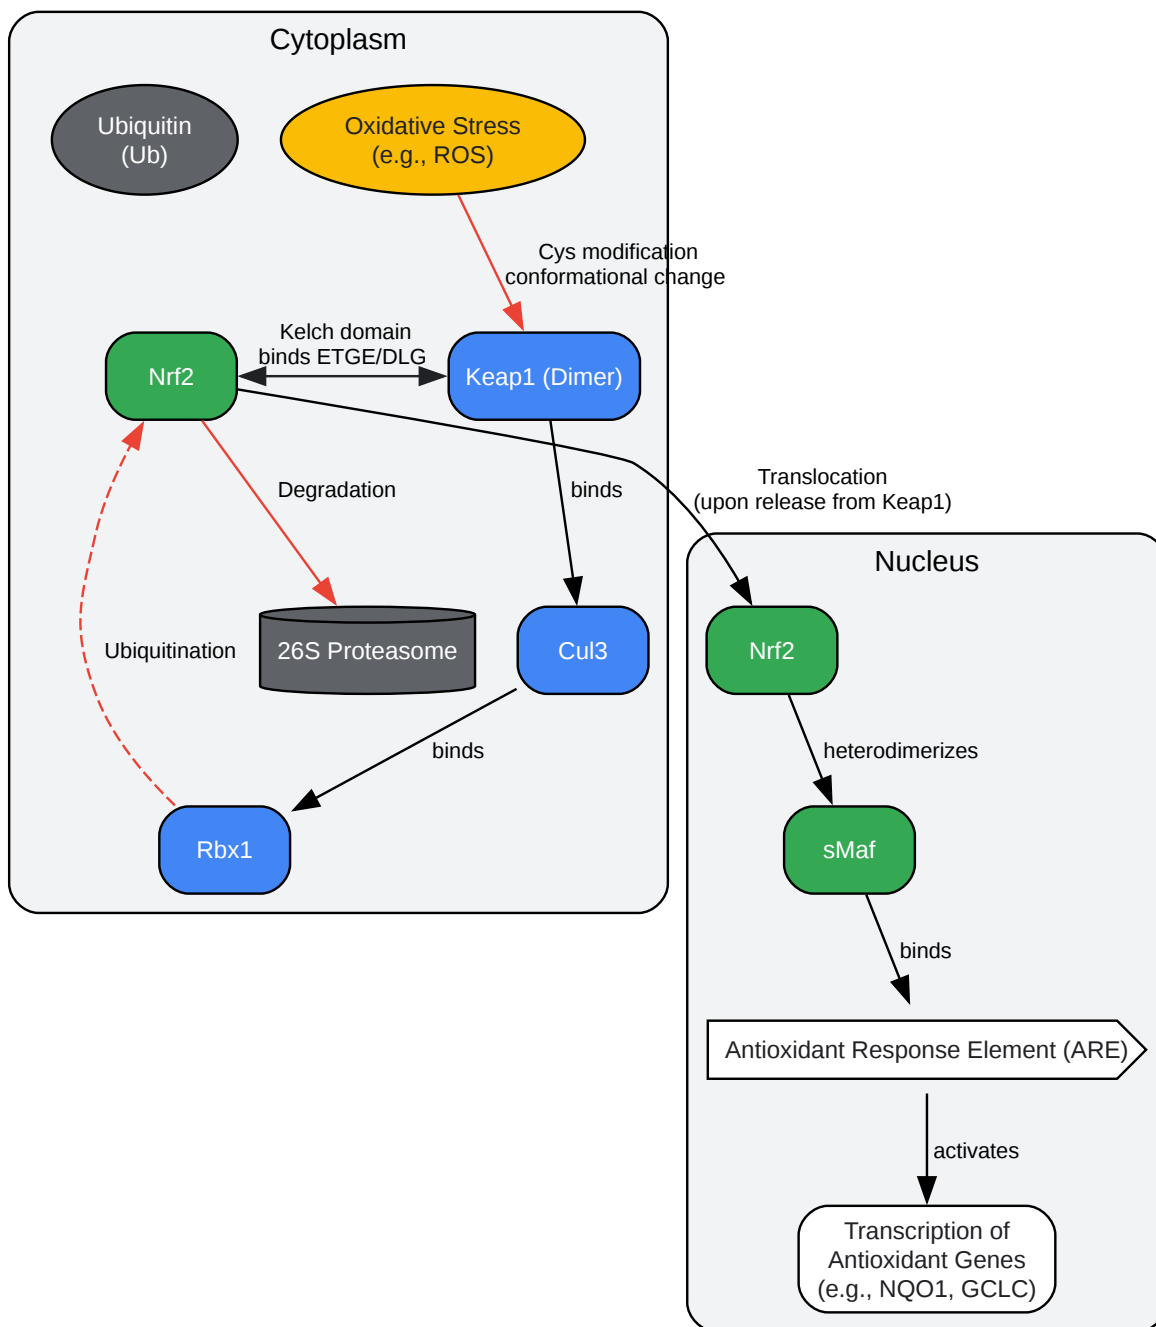 Cytoplasm
Ubiquitin
(Ub)
Oxidative Stress
(e.g., ROS)
Cys modification
conformational change
Kelch domain
binds ETGE/DLG
Nrf2
Keap1 (Dimer)
Degradation
binds
Translocation
(upon release from Keap1)
Nucleus
Ubiquitination
26S Proteasome
Cul3
Nrf2
binds
heterodimerizes
Rbx1
sMaf
binds
Antioxidant Response Element (ARE)
activates
Transcription of
Antioxidant Genes
(e.g., NQO1, GCLC)